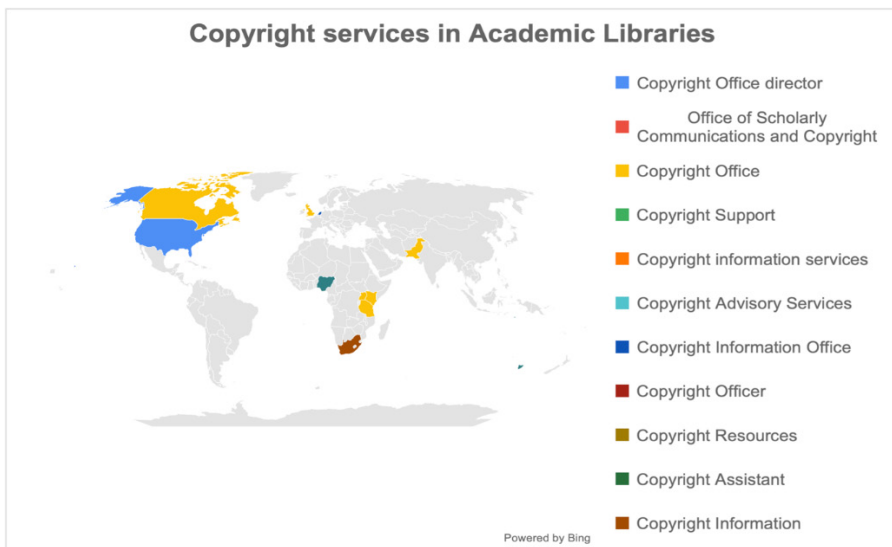 Copyright services in Academic Libraries
Copyright Office director
Office of Scholarly
Communications and Copyright
Copyright Office
Copyright Support
Copyright information services
Copyright Advisory Services
Copyright Information Office
Copyright Officer
Copyright Resources
Copyright Assistant
Copyright Information
Powered by Bing